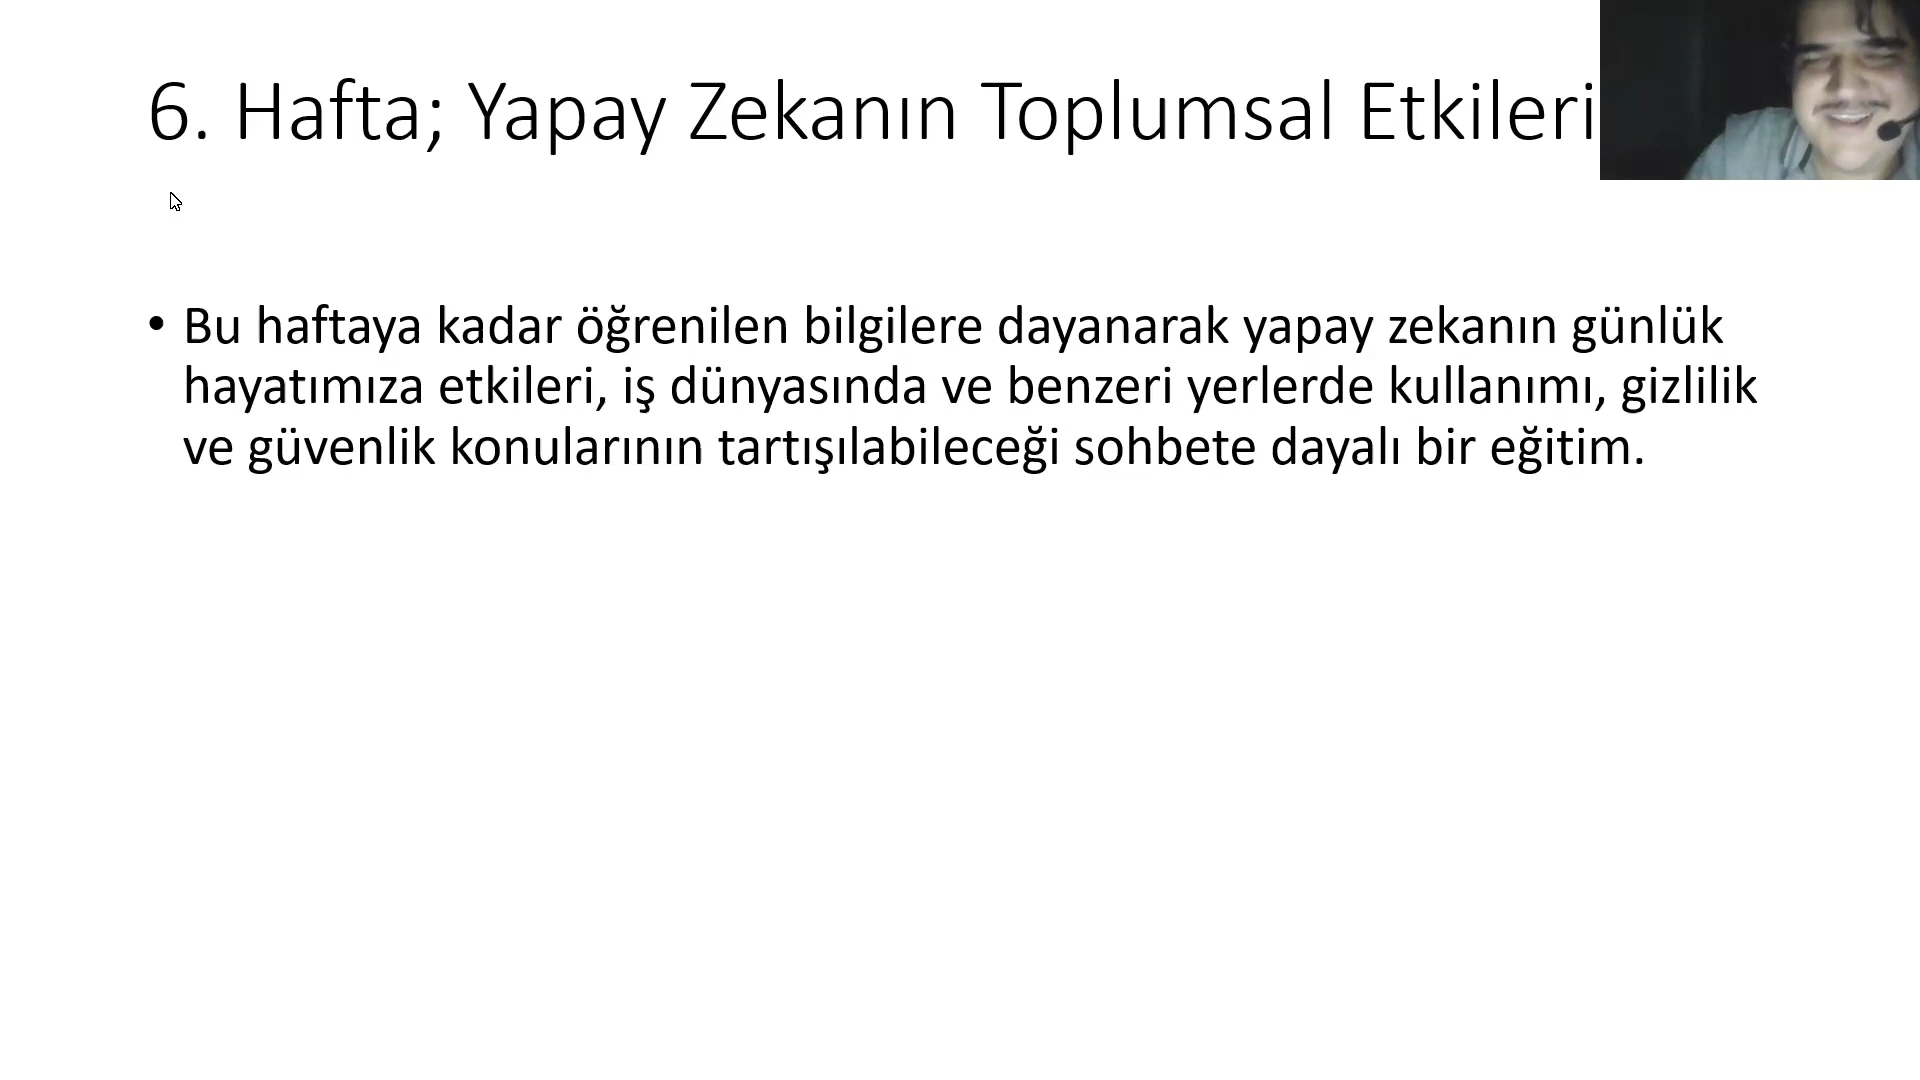 6. Hafta; Yapay Zekanın Toplumsal Etkileri
• Bu haftaya kadar öğrenilen bilgilere dayanarak yapay zekanın günlük
hayatımıza etkileri, iş dünyasında ve benzeri yerlerde kullanımı, gizlilik
ve güvenlik konularının tartışılabileceği sohbete dayalı bir eğitim.